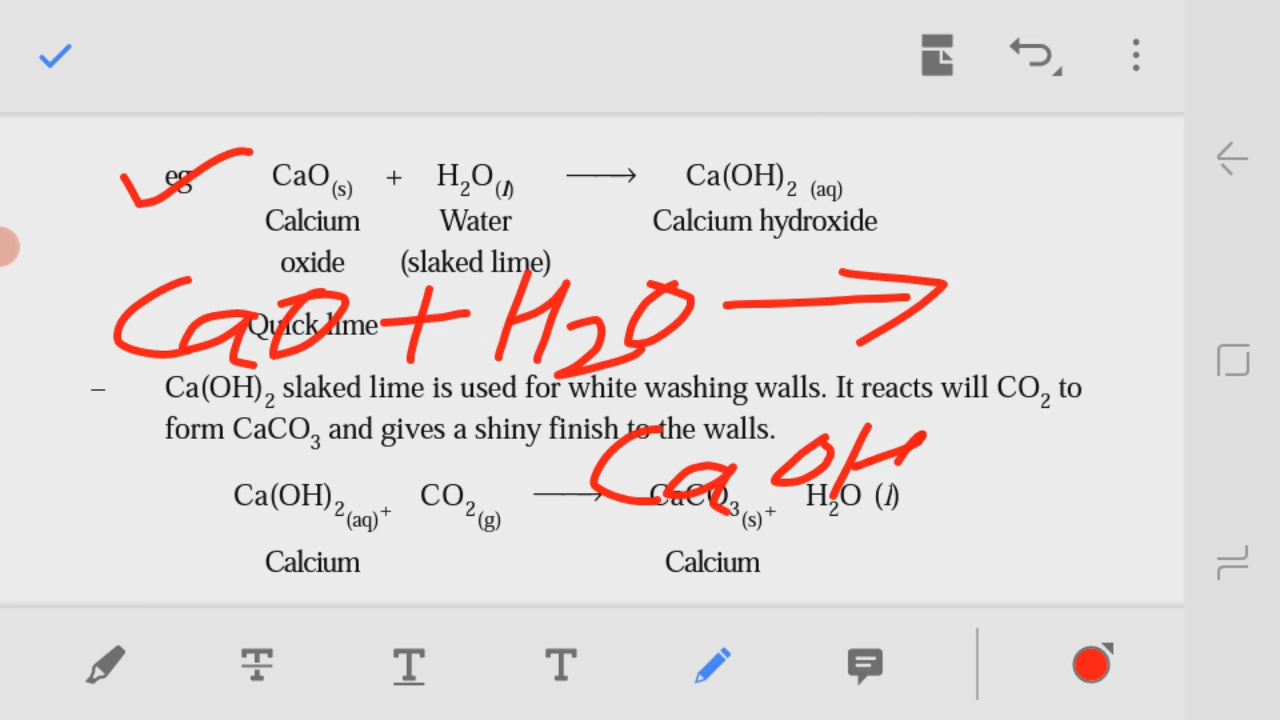 eg CaO(s) + H2O(l) ⟶ Ca(OH)2 (aq)
Calcium Water Calcium hydroxide
oxide (slaked lime)
CaO + H2O ⟶
Quick lime
– Ca(OH)2 slaked lime is used for white washing walls. It reacts will CO2 to
form CaCO3 and gives a shiny finish to the walls.
Ca OH
Ca(OH)2(aq)+ CO2(g) ⟶ CaCO3(s)+ H2O (l)
Calcium Calcium